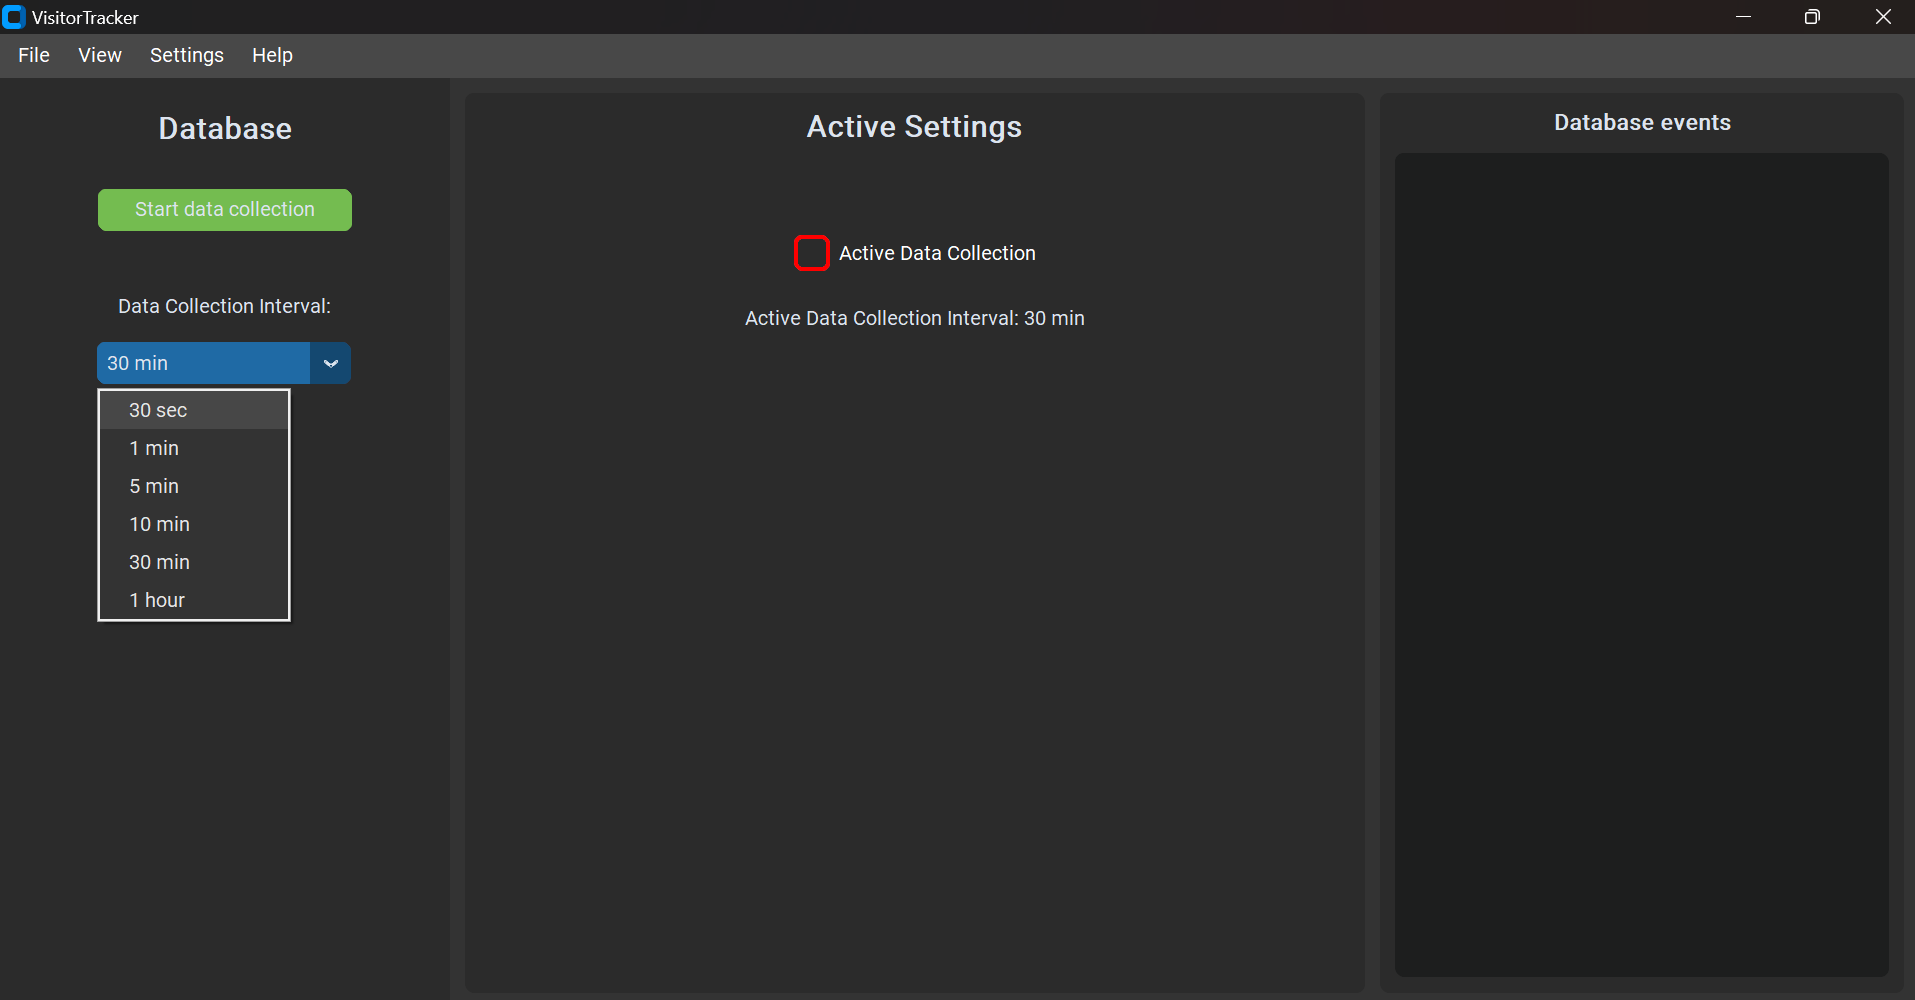 VisitorTracker
File View Settings Help
Database
Start data collection
Data Collection Interval:
30 min
30 sec
1 min
5 min
10 min
30 min
1 hour
Active Settings
Active Data Collection
Active Data Collection Interval: 30 min
Database events